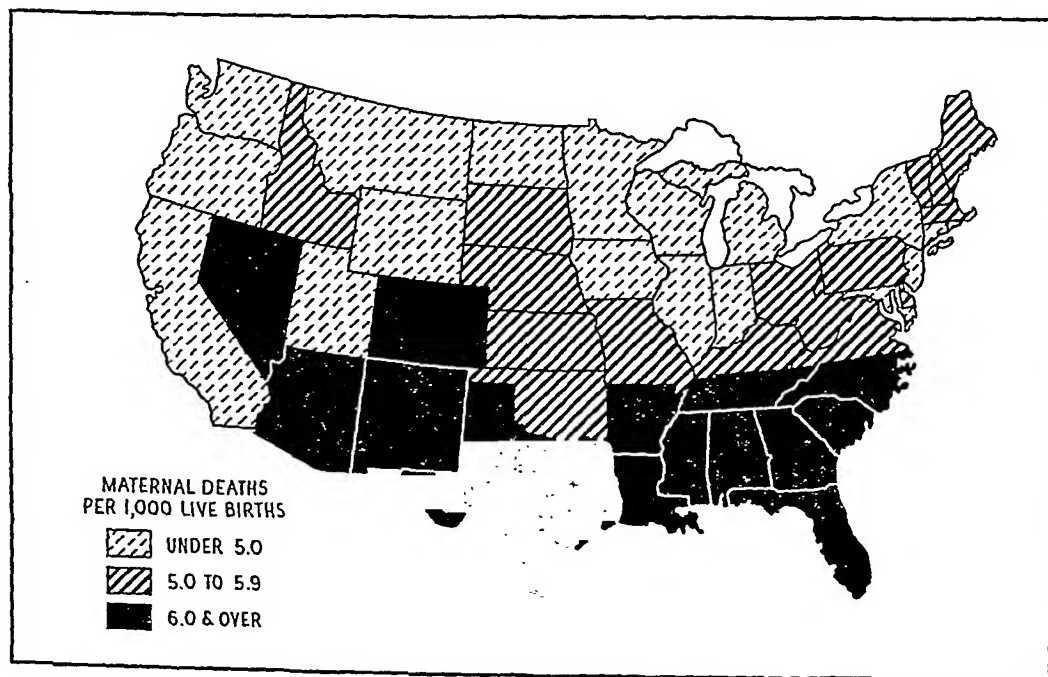 MATERNAL DEATHS
PER 1,000 LIVE BIRTHS
UNDER 5.0
5.0 TO 5.9
6.0 & OVER